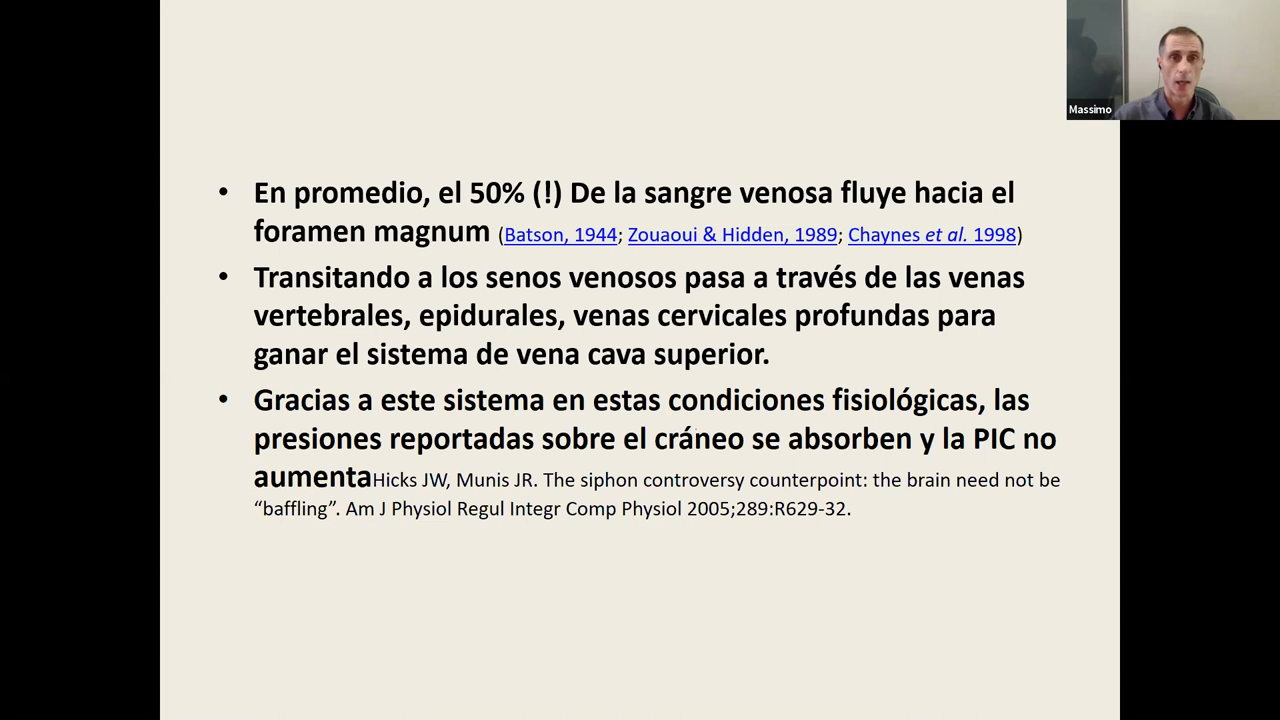 Massimo
• En promedio, el 50% (!) De la sangre venosa fluye hacia el
foramen magnum (Batson, 1944; Zouaoui & Hidden, 1989; Chaynes et al. 1998)
• Transitando a los senos venosos pasa a través de las venas
vertebrales, epidurales, venas cervicales profundas para
ganar el sistema de vena cava superior.
• Gracias a este sistema en estas condiciones fisiológicas, las
presiones reportadas sobre el cráneo se absorben y la PIC no
aumentaHicks JW, Munis JR. The siphon controversy counterpoint: the brain need not be
“baffling”. Am J Physiol Regul Integr Comp Physiol 2005;289:R629-32.